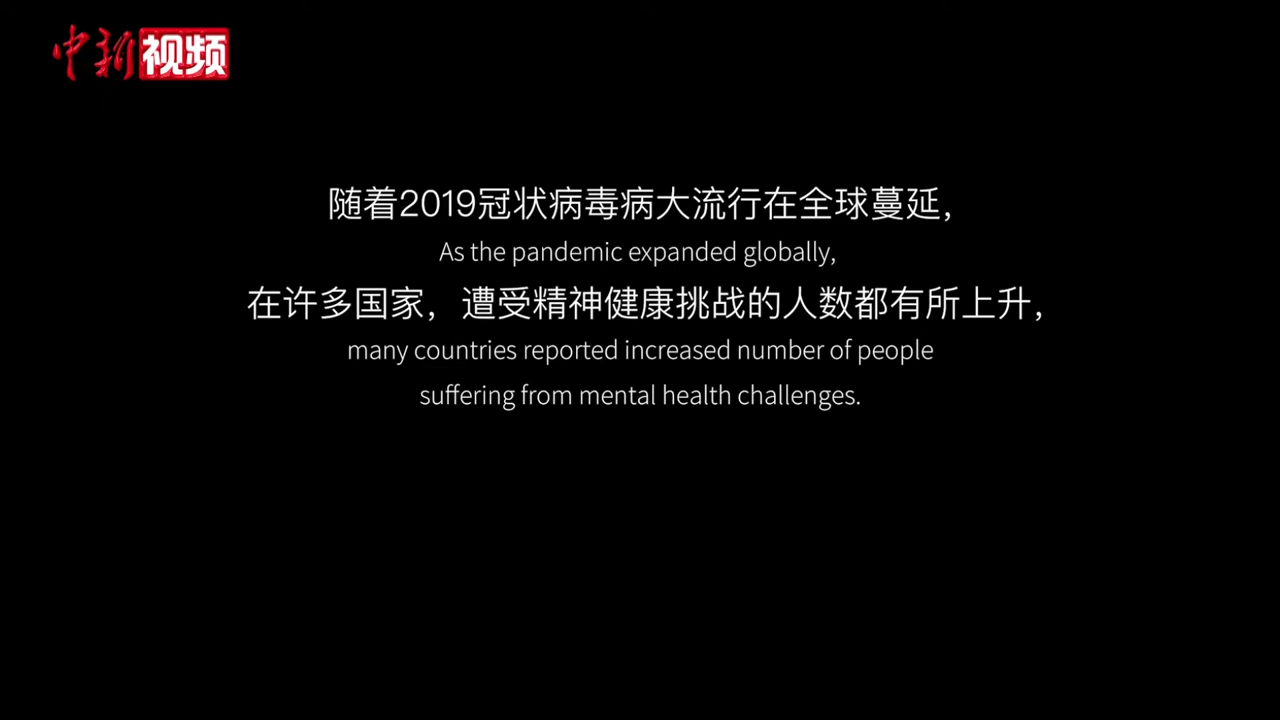 中新视频
随着2019冠状病毒病大流行在全球蔓延,
As the pandemic expanded globally,
在许多国家，遭受精神健康挑战的人数都有所上升,
many countries reported increased number of people
suffering from mental health challenges.